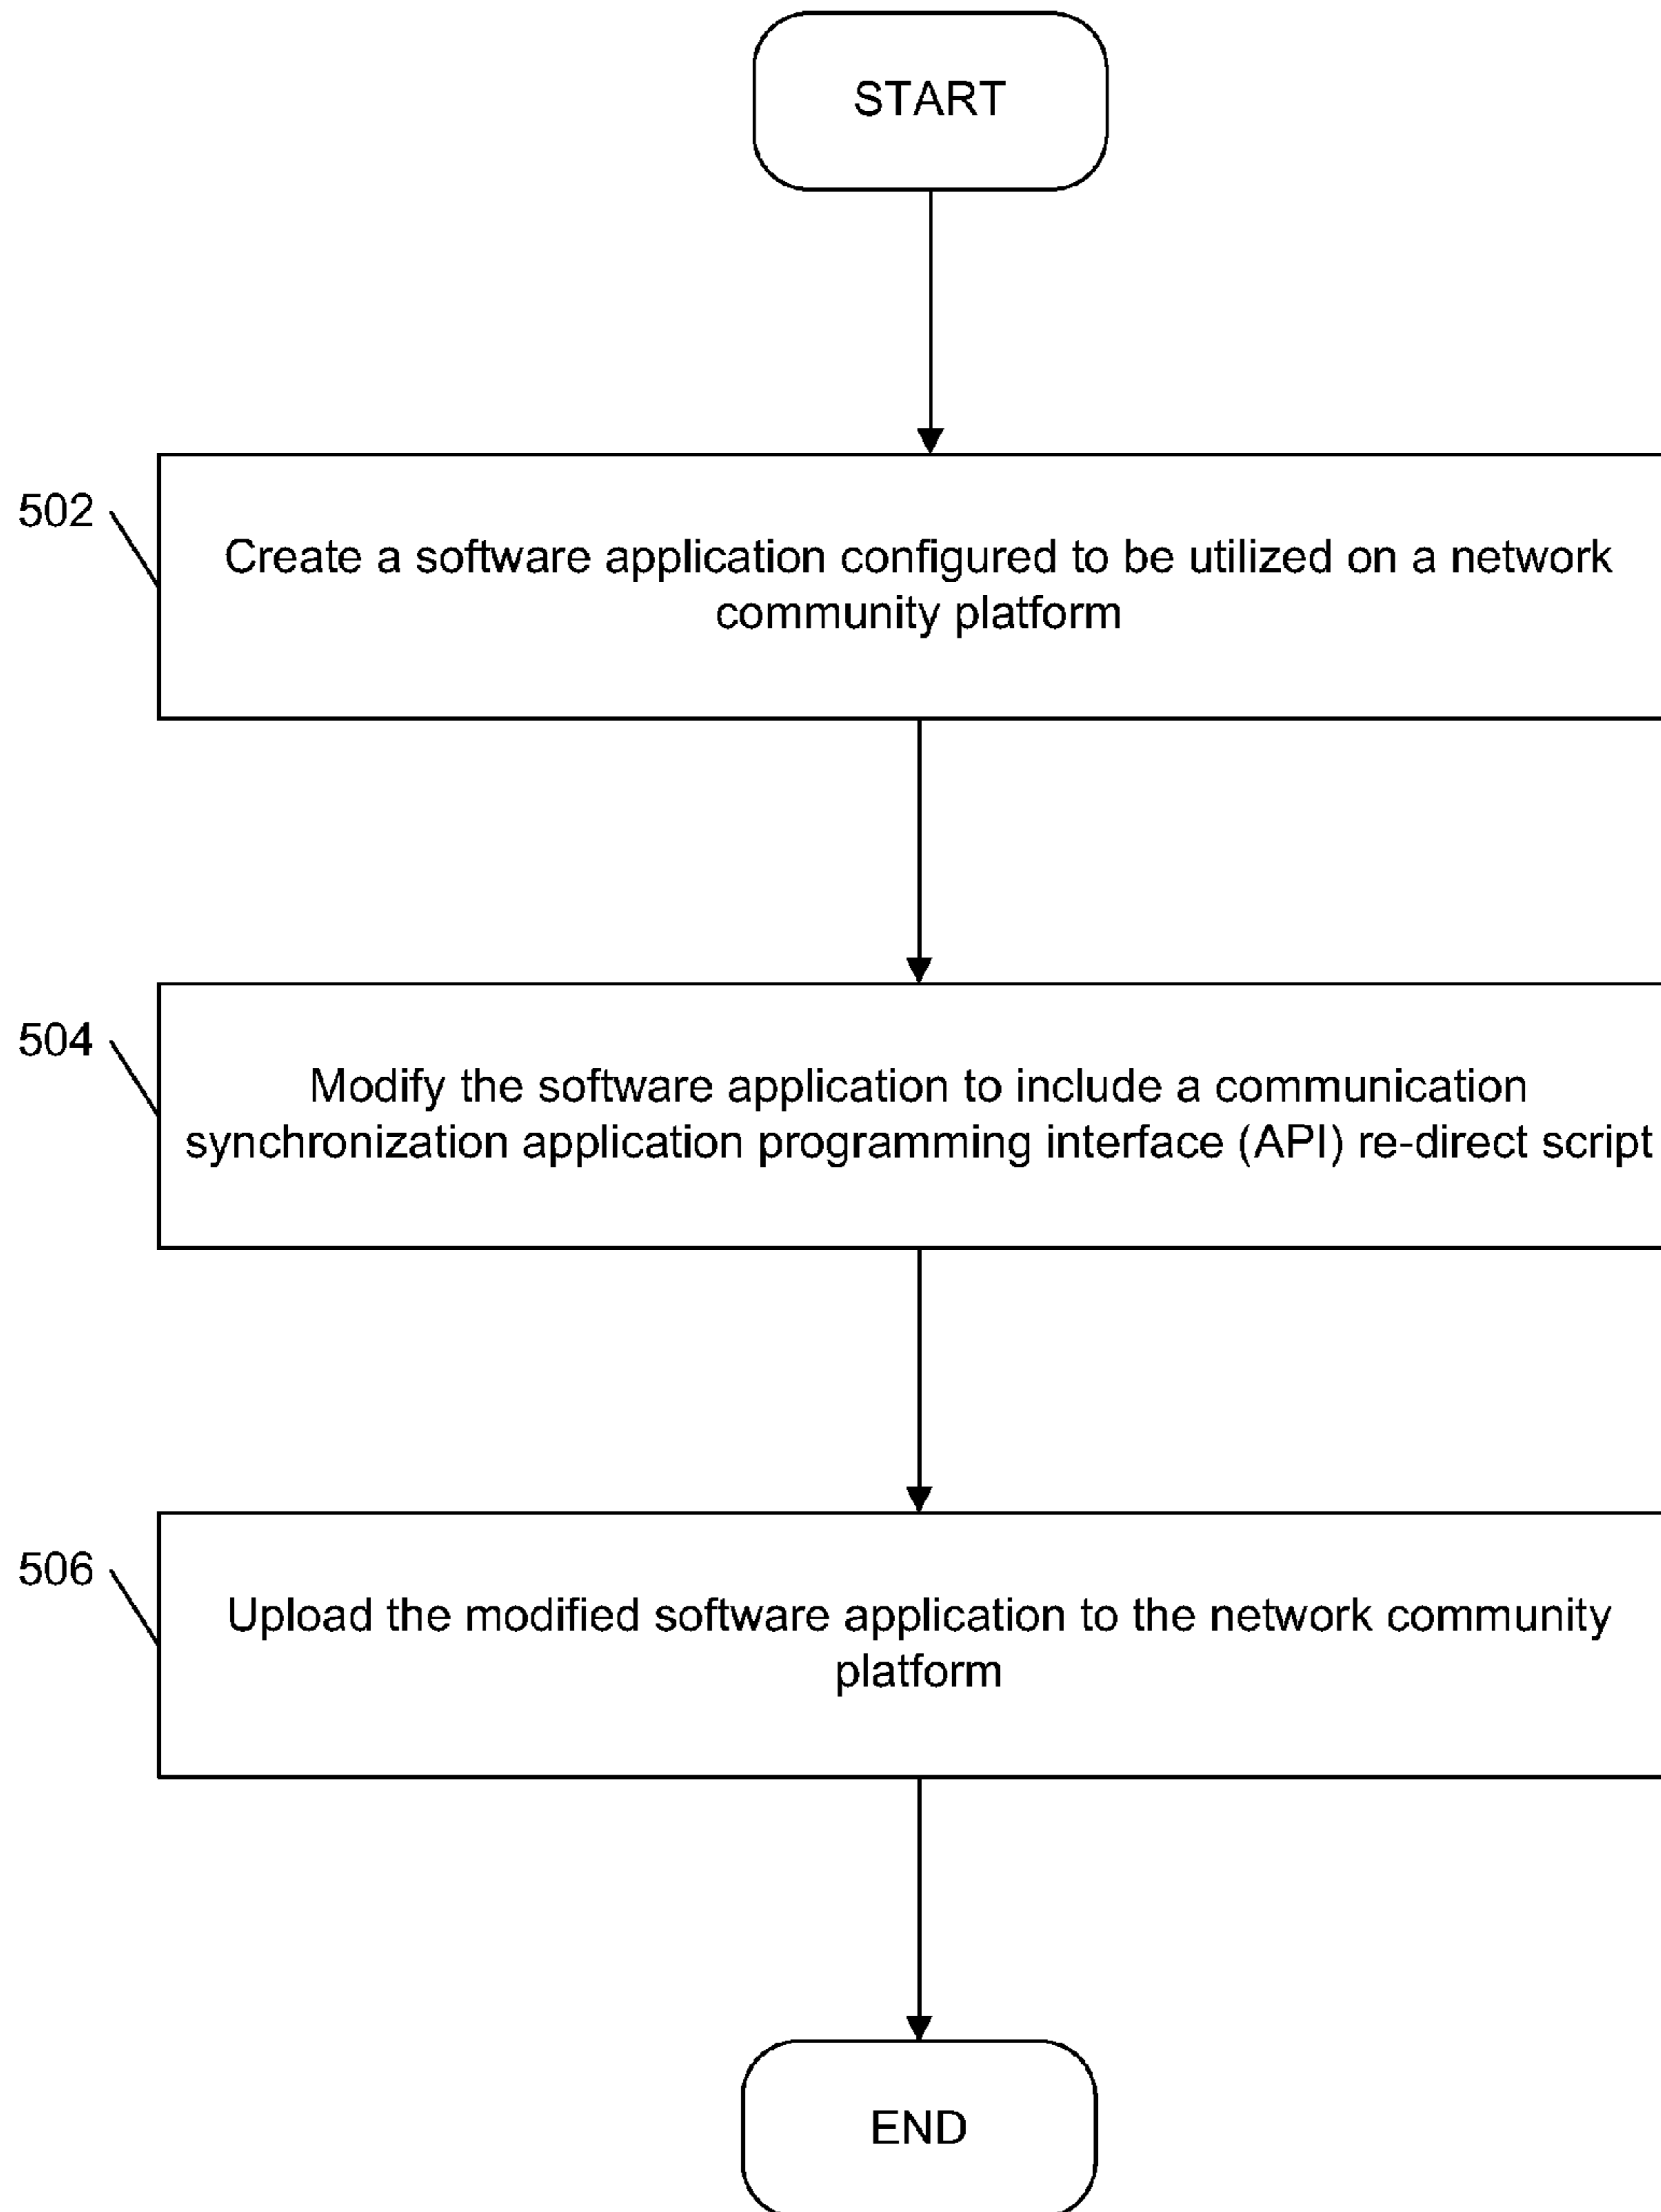 START
502
Create a software application configured to be utilized on a network
community platform
504
Modify the software application to include a communication
synchronization application programming interface (API) re-direct script
506
Upload the modified software application to the network community
platform
END